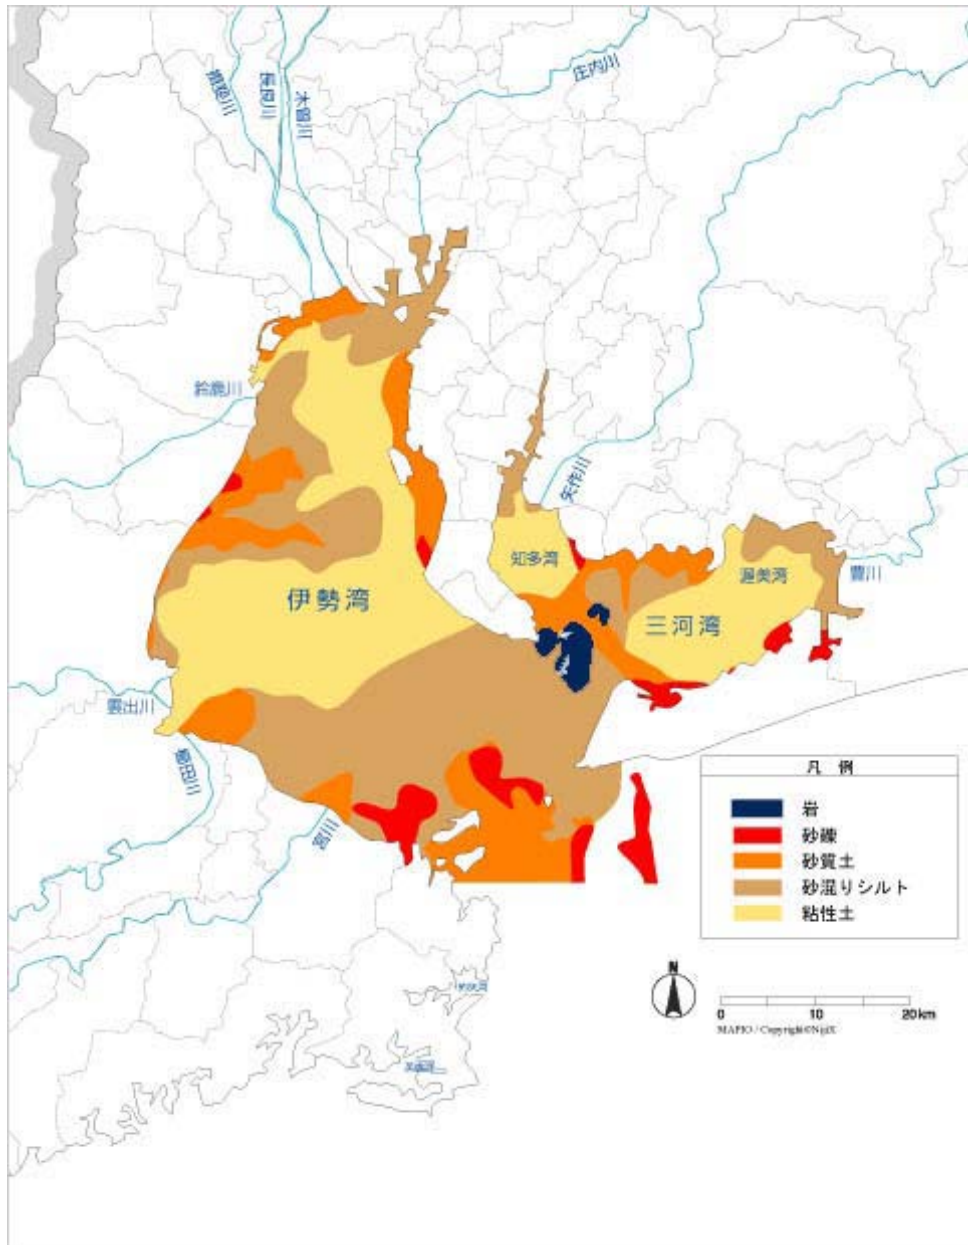 揖斐川
長良川
木曽川
庄内川
鈴鹿川
矢作川
知多湾
渥美湾
豊川
伊勢湾
三河湾
雲出川
櫛田川
宮川
凡 例
岩
砂礫
砂質土
砂混りシルト
粘性土
N
0 10 20km
MAPIO / Copyright©NijiX